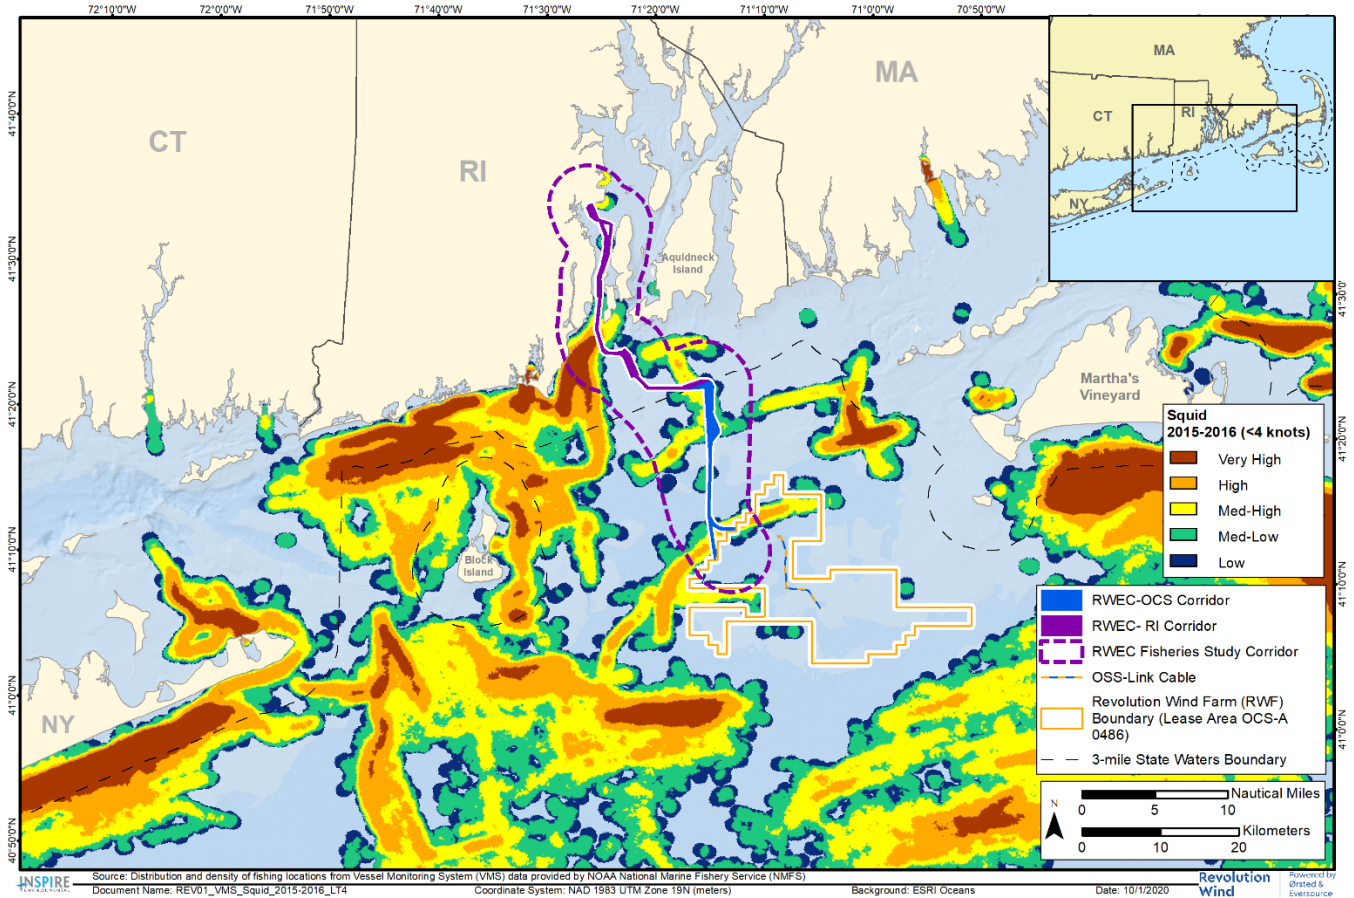 72°10'0"W
72°0'0"W
71°50'0"W
71°40'0"W
71°30'0"W
71°20'0"W
71°10'0"W
71°0'0"W
70°50'0"W
41°40'0"N
41°30'0"N
41°20'0"N
41°10'0"N
41°0'0"N
40°50'0"N
CT
RI
MA
NY
Aquidneck
Island
Block
Island
Martha's
Vineyard
MA
CT
RI
NY
41°30'0"
41°20'0"N
41°10'0"N
41°0'0"N
Squid
2015-2016 (<4 knots)
Very High
High
Med-High
Med-Low
Low
RWEC-OCS Corridor
RWEC- RI Corridor
RWEC Fisheries Study Corridor
OSS-Link Cable
Revolution Wind Farm (RWF)
Boundary (Lease Area OCS-A
0486)
3-mile State Waters Boundary
N
Nautical Miles
0 5 10
Kilometers
0 10 20
INSPIRE
ENVIRONMENTAL
Source: Distribution and density of fishing locations from Vessel Monitoring System (VMS) data provided by NOAA National Marine Fishery Service (NMFS)
Document Name: REV01_VMS_Squid_2015-2016_LT4 Coordinate System: NAD 1983 UTM Zone 19N (meters) Background: ESRI Oceans Date: 10/1/2020
Revolution
Wind
Powered by
Ørsted &
Eversource